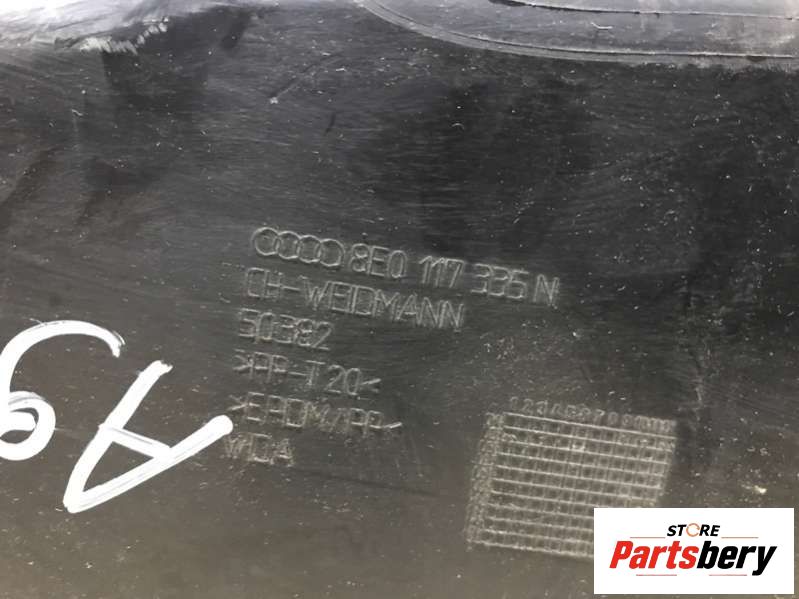 8E0 117 335 N
CH-WEIDMANN
50382
>PP-T20<
>EPDM/PP<
WDA
A9
STORE
Partsbery